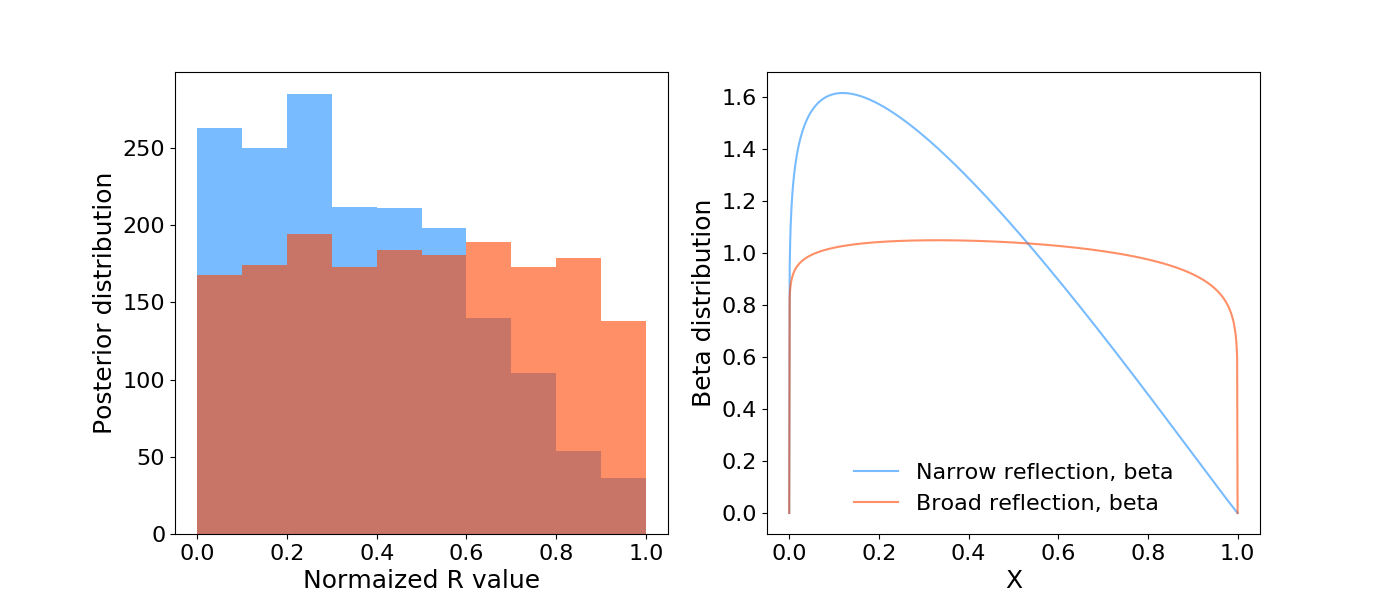 Posterior distribution
250
200
150
100
50
0
0.0 0.2 0.4 0.6 0.8 1.0
Normaized R value
Beta distribution
1.6
1.4
1.2
1.0
0.8
0.6
0.4
0.2
0.0
Narrow reflection, beta
Broad reflection, beta
0.0 0.2 0.4 0.6 0.8 1.0
X